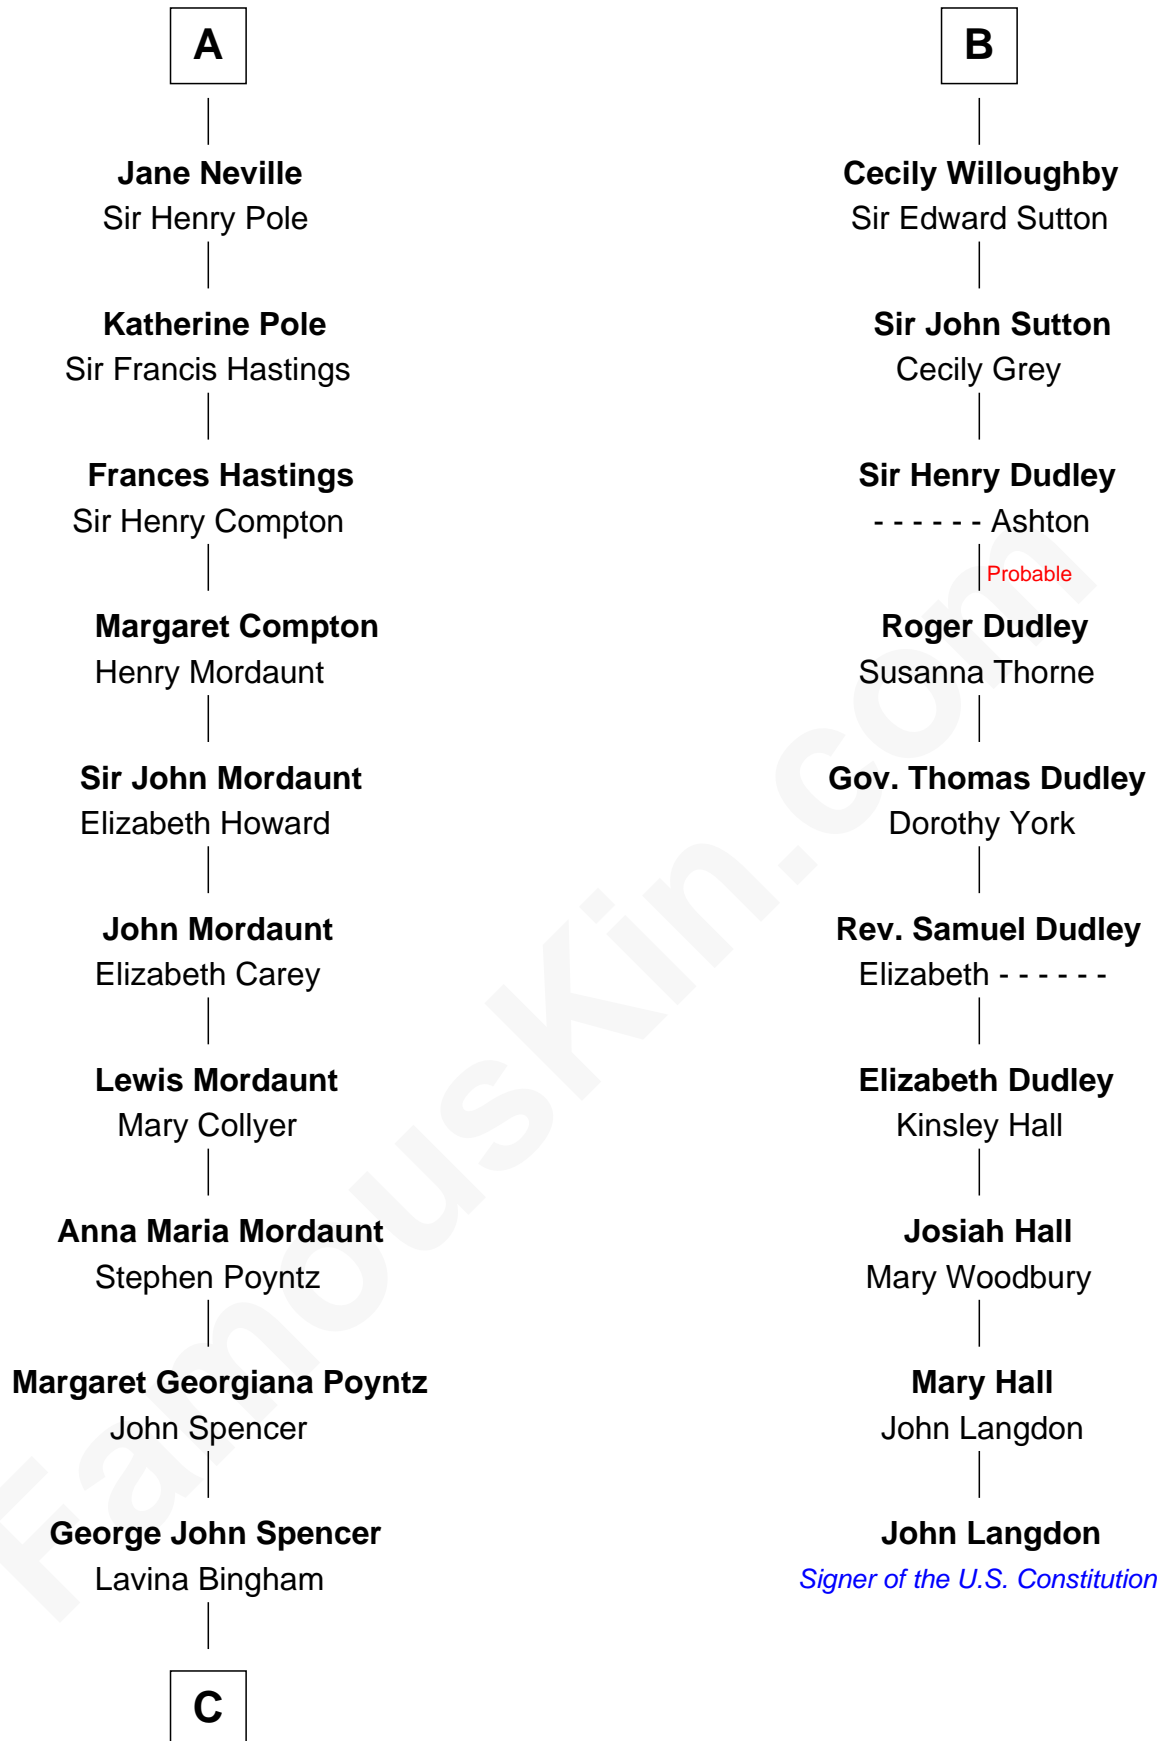 A
Jane Neville
Sir Henry Pole
Katherine Pole
Sir Francis Hastings
Frances Hastings
Sir Henry Compton
Margaret Compton
Henry Mordaunt
Sir John Mordaunt
Elizabeth Howard
John Mordaunt
Elizabeth Carey
Lewis Mordaunt
Mary Collyer
Anna Maria Mordaunt
Stephen Poyntz
Margaret Georgiana Poyntz
John Spencer
George John Spencer
Lavina Bingham
C
B
Cecily Willoughby
Sir Edward Sutton
Sir John Sutton
Cecily Grey
Sir Henry Dudley
- - - - - - Ashton
Probable
Roger Dudley
Susanna Thorne
Gov. Thomas Dudley
Dorothy York
Rev. Samuel Dudley
Elizabeth - - - - - -
Elizabeth Dudley
Kinsley Hall
Josiah Hall
Mary Woodbury
Mary Hall
John Langdon
John Langdon
Signer of the U.S. Constitution
FamousKin.com